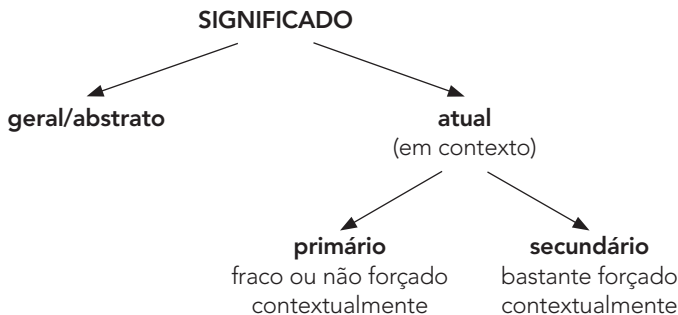 SIGNIFICADO
geral/abstrato
atual
(em contexto)
primário
fraco ou não forçado
contextualmente
secundário
bastante forçado
contextualmente